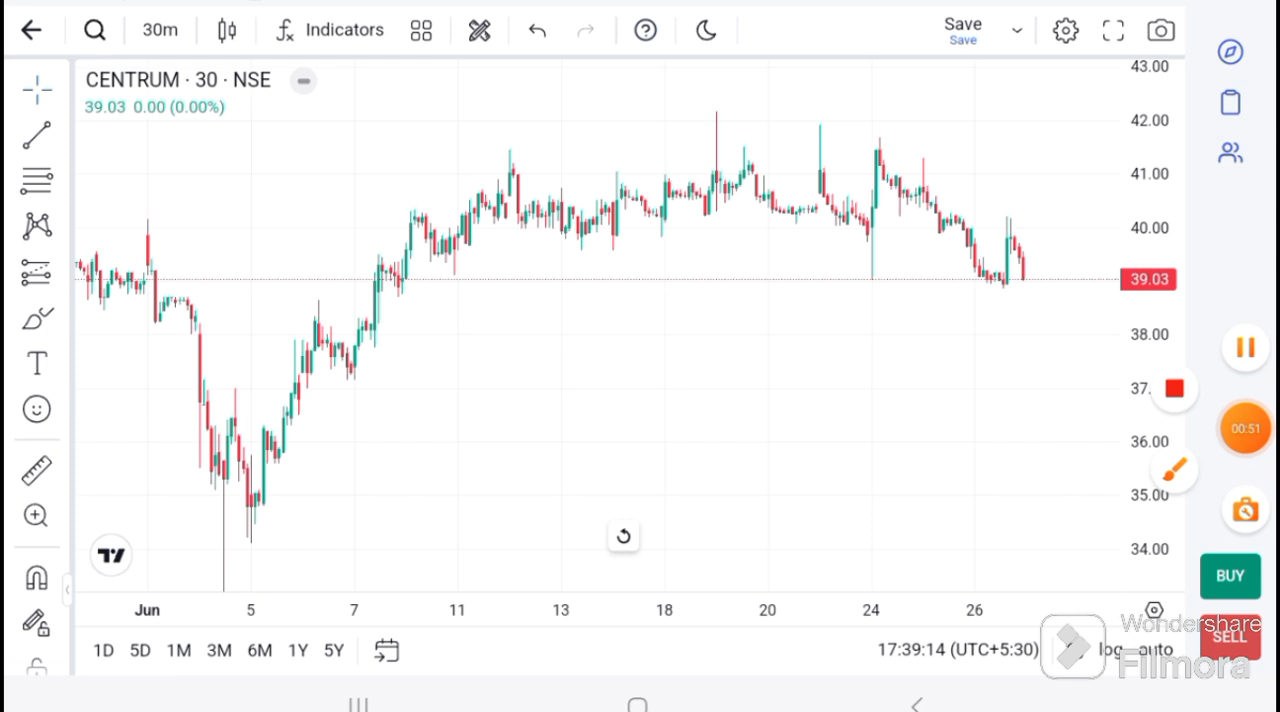 30m
Indicators
Save
Save
CENTRUM · 30 · NSE
39.03 0.00 (0.00%)
43.00
42.00
41.00
40.00
39.03
38.00
37.
36.00
35.00
34.00
00:51
BUY
SELL
Jun 5 7 11 13 18 20 24 26
1D 5D 1M 3M 6M 1Y 5Y
17:39:14 (UTC+5:30)
log auto
Wondershare
Filmora